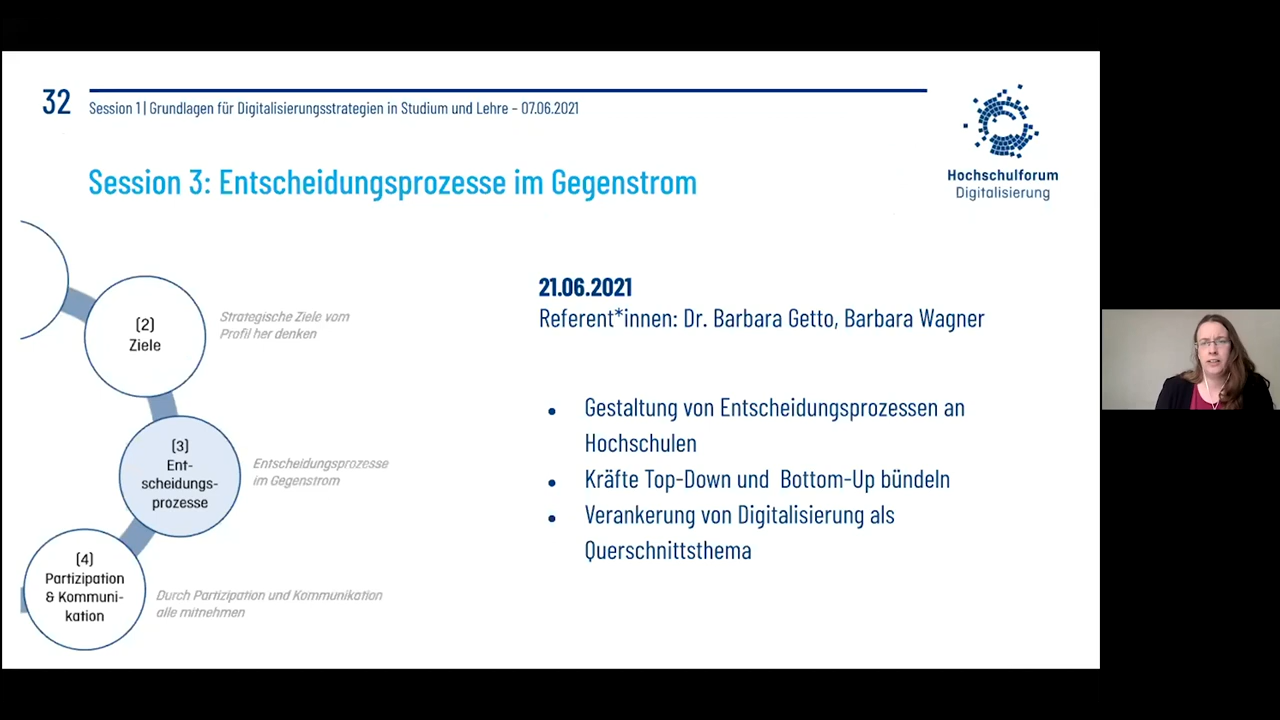 32
Session 1 | Grundlagen für Digitalisierungsstrategien in Studium und Lehre – 07.06.2021
Hochschulforum
Digitalisierung
Session 3: Entscheidungsprozesse im Gegenstrom
(2)
Ziele
Strategische Ziele vom
Profil her denken
(3)
Ent-
scheidungs-
prozesse
Entscheidungsprozesse
im Gegenstrom
(4)
Partizipation
& Kommuni-
kation
Durch Partizipation und Kommunikation
alle mitnehmen
21.06.2021
Referent*innen: Dr. Barbara Getto, Barbara Wagner
• Gestaltung von Entscheidungsprozessen an
Hochschulen
• Kräfte Top-Down und Bottom-Up bündeln
• Verankerung von Digitalisierung als
Querschnittsthema